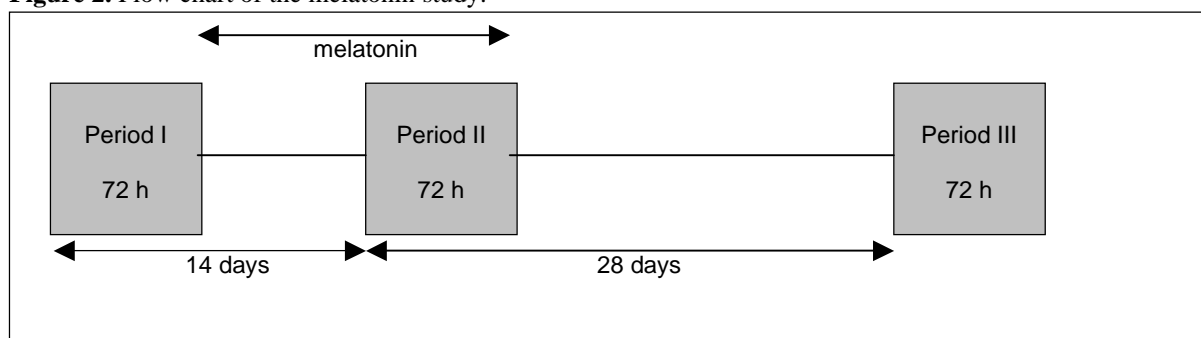 Figure 2. Flow chart of the melatonin study.
melatonin
Period I
72 h
Period II
72 h
Period III
72 h
14 days
28 days